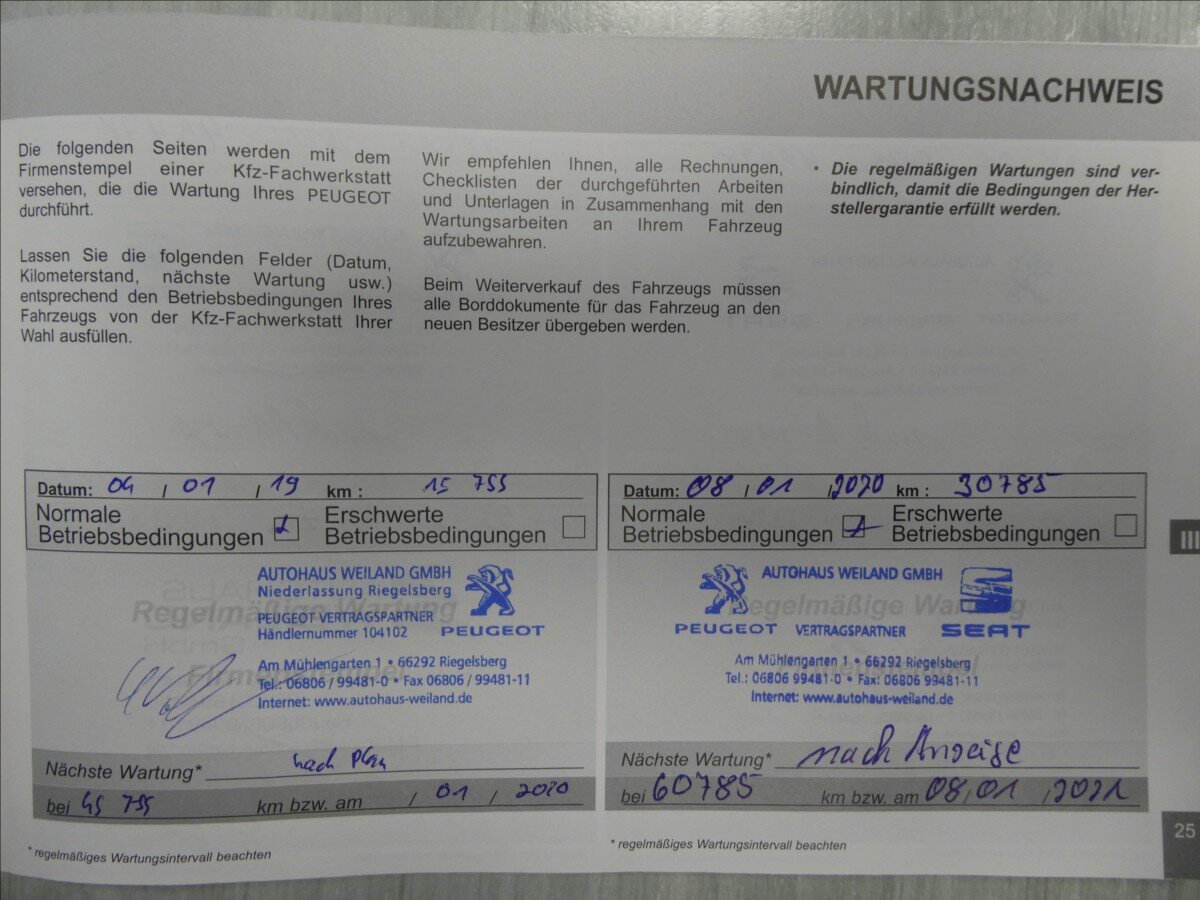 WARTUNGSNACHWEIS
Die folgenden Seiten werden mit dem
Firmenstempel einer Kfz-Fachwerkstatt
versehen, die die Wartung Ihres PEUGEOT
durchführt.
Lassen Sie die folgenden Felder (Datum,
Kilometerstand, nächste Wartung usw.)
entsprechend den Betriebsbedingungen Ihres
Fahrzeugs von der Kfz-Fachwerkstatt Ihrer
Wahl ausfüllen.
Wir empfehlen Ihnen, alle Rechnungen,
Checklisten der durchgeführten Arbeiten
und Unterlagen in Zusammenhang mit den
Wartungsarbeiten an Ihrem Fahrzeug
aufzubewahren.
Beim Weiterverkauf des Fahrzeugs müssen
alle Borddokumente für das Fahrzeug an den
neuen Besitzer übergeben werden.
• Die regelmäßigen Wartungen sind ver-
bindlich, damit die Bedingungen der Her-
stellergarantie erfüllt werden.
Datum: 04 / 01 / 19 km : 15 755
Normale
Betriebsbedingungen
Erschwerte
Betriebsbedingungen
AUTOHAUS WEILAND GMBH
Niederlassung Riegelsberg
PEUGEOT VERTRAGSPARTNER
Händlernummer 104102
PEUGEOT
Regelmäßige Wartung
Am Mühlengarten 1 • 66292 Riegelsberg
Tel.: 06806 / 99481-0 • Fax 06806 / 99481-11
Internet: www.autohaus-weiland.de
Nächste Wartung* nach Plan
bei 45 755 km bzw. am / 01 / 2020
* regelmäßiges Wartungsintervall beachten
Datum: 08 / 01 / 2020 km : 30785
Normale
Betriebsbedingungen
Erschwerte
Betriebsbedingungen
AUTOHAUS WEILAND GMBH
Regelmäßige Wartung
PEUGEOT VERTRAGSPARTNER SEAT
Am Mühlengarten 1 • 66292 Riegelsberg
Tel.: 06806 99481-0 • Fax: 06806 99481-11
Internet: www.autohaus-weiland.de
Nächste Wartung* nach Anzeige
bei 60785 km bzw. am 08 / 01 / 2021
* regelmäßiges Wartungsintervall beachten
III
25